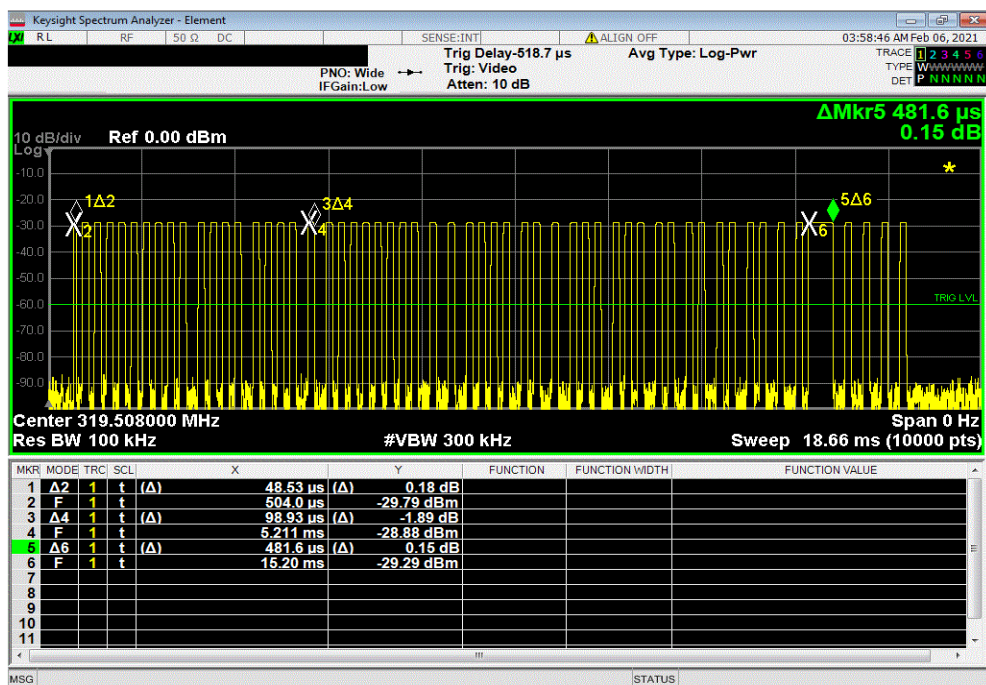 Keysight Spectrum Analyzer - Element
LXI RL RF 50 Ω DC SENSE:INT ALIGN OFF 03:58:46 AM Feb 06, 2021
Trig Delay-518.7 µs Avg Type: Log-Pwr TRACE 1 2 3 4 5 6
PNO: Wide Trig: Video TYPE WWWWWWW
IFGain:Low Atten: 10 dB DET P N N N N N
ΔMkr5 481.6 µs
0.15 dB
10 dB/div Ref 0.00 dBm
Log
-10.0
-20.0
-30.0
-40.0
-50.0
-60.0
-70.0
-80.0
-90.0
1Δ2
2
3Δ4
4
5Δ6
6
TRIG LVL
Center 319.508000 MHz Span 0 Hz
Res BW 100 kHz #VBW 300 kHz Sweep 18.66 ms (10000 pts)
MKR MODE TRC SCL X Y FUNCTION FUNCTION WIDTH FUNCTION VALUE
1 Δ2 1 t (Δ) 48.53 µs (Δ) 0.18 dB
2 F 1 t 504.0 µs -29.79 dBm
3 Δ4 1 t (Δ) 98.93 µs (Δ) -1.89 dB
4 F 1 t 5.211 ms -28.88 dBm
5 Δ6 1 t (Δ) 481.6 µs (Δ) 0.15 dB
6 F 1 t 15.20 ms -29.29 dBm
7
8
9
10
11
MSG STATUS